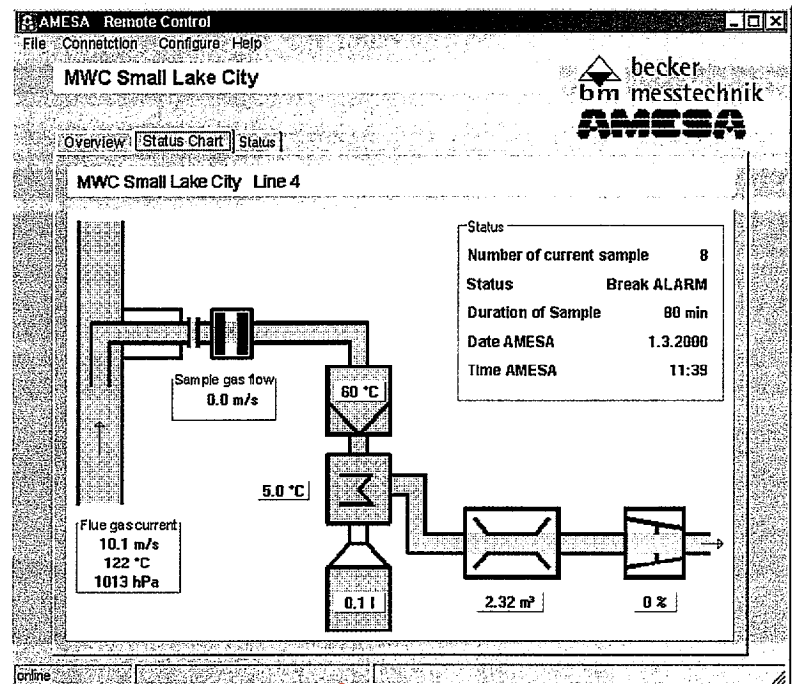 AMESA Remote Control
File Connetction Configure Help
MWC Small Lake City
becker
bm messtechnik
AMESA
Overview Status Chart Status
MWC Small Lake City Line 4
Status
Number of current sample 8
Status Break ALARM
Duration of Sample 80 min
Date AMESA 1.3.2000
Time AMESA 11:39
Sample gas flow
0.0 m/s
60 °C
5.0 °C
Flue gas current
10.1 m/s
122 °C
1013 hPa
0.1 l
2.32 m³
0 %
online